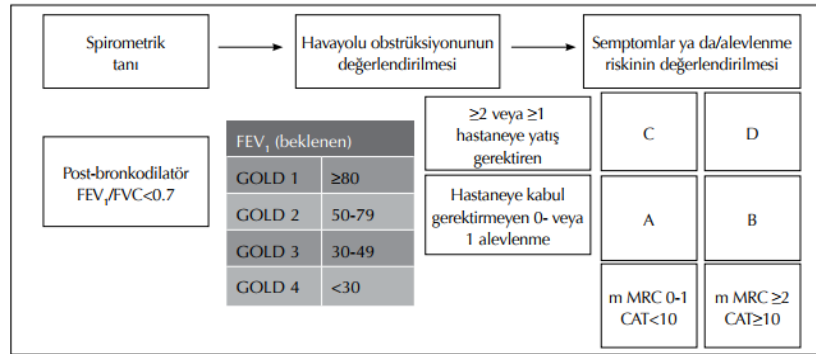 Spirometrik
tanı
Havayolu obstrüksiyonunun
değerlendirilmesi
Semptomlar ya da/alevlenme
riskinin değerlendirilmesi
Post-bronkodilatör
FEV₁/FVC<0.7
FEV₁ (beklenen)
GOLD 1 ≥80
GOLD 2 50-79
GOLD 3 30-49
GOLD 4 <30
≥2 veya ≥1
hastaneye yatış
gerektiren
Hastaneye kabul
gerektirmeyen 0- veya
1 alevlenme
C D
A B
m MRC 0-1
CAT<10
m MRC ≥2
CAT≥10